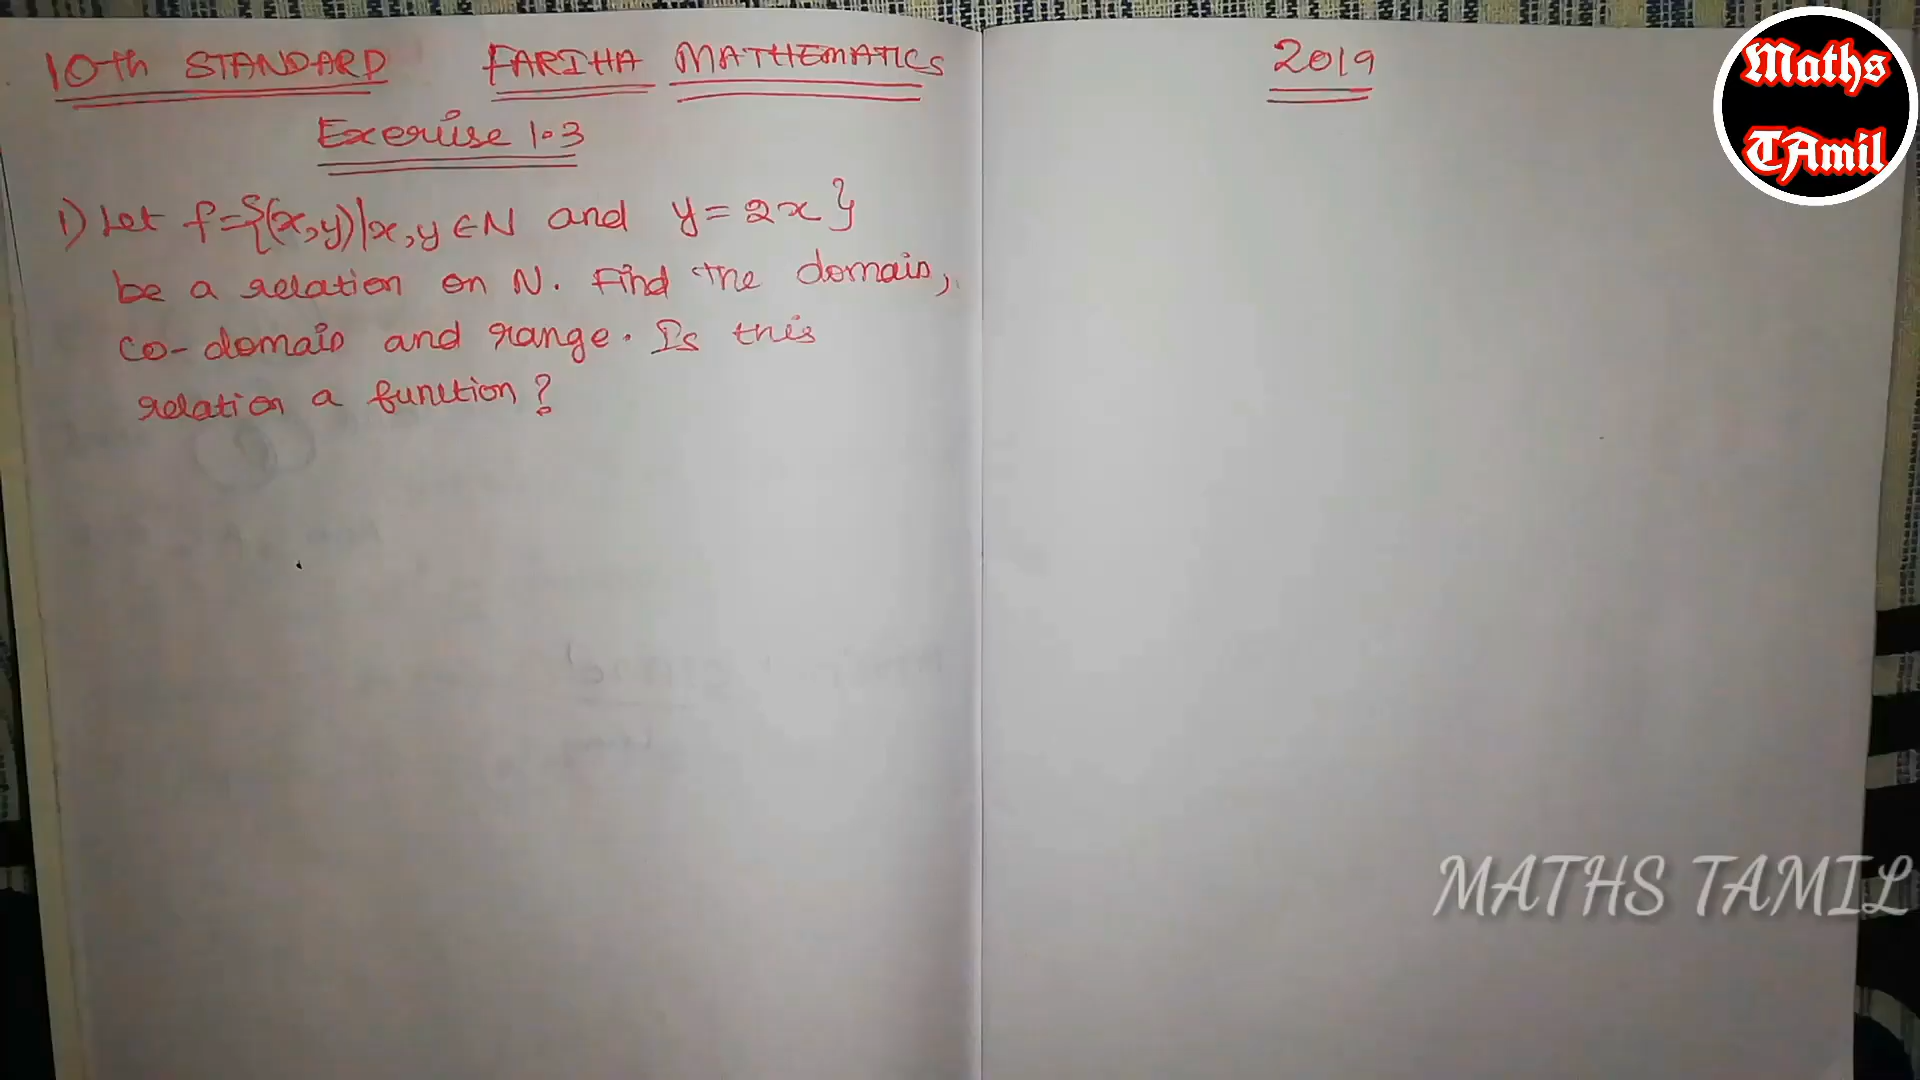 10th STANDARD FARIHA MATHEMATICS 2019
Exercise 1.3
1) Let f={(x,y)|x,y∈N and y=2x}
be a relation on N. Find the domain,
co-domain and range. Is this
relation a function?
Maths
TAmil
MATHS TAMIL